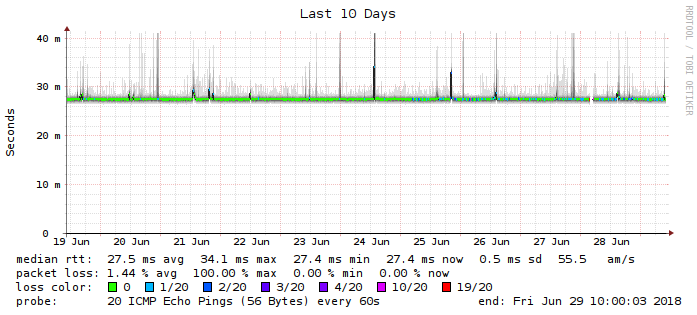 Last 10 Days
RRDTOOL / TOBI OETIKER
Seconds
40 m
30 m
20 m
10 m
0
19 Jun 20 Jun 21 Jun 22 Jun 23 Jun 24 Jun 25 Jun 26 Jun 27 Jun 28 Jun
median rtt: 27.5 ms avg 34.1 ms max 27.4 ms min 27.4 ms now 0.5 ms sd 55.5 am/s
packet loss: 1.44 % avg 100.00 % max 0.00 % min 0.00 % now
loss color: 0 1/20 2/20 3/20 4/20 10/20 19/20
probe: 20 ICMP Echo Pings (56 Bytes) every 60s end: Fri Jun 29 10:00:03 2018